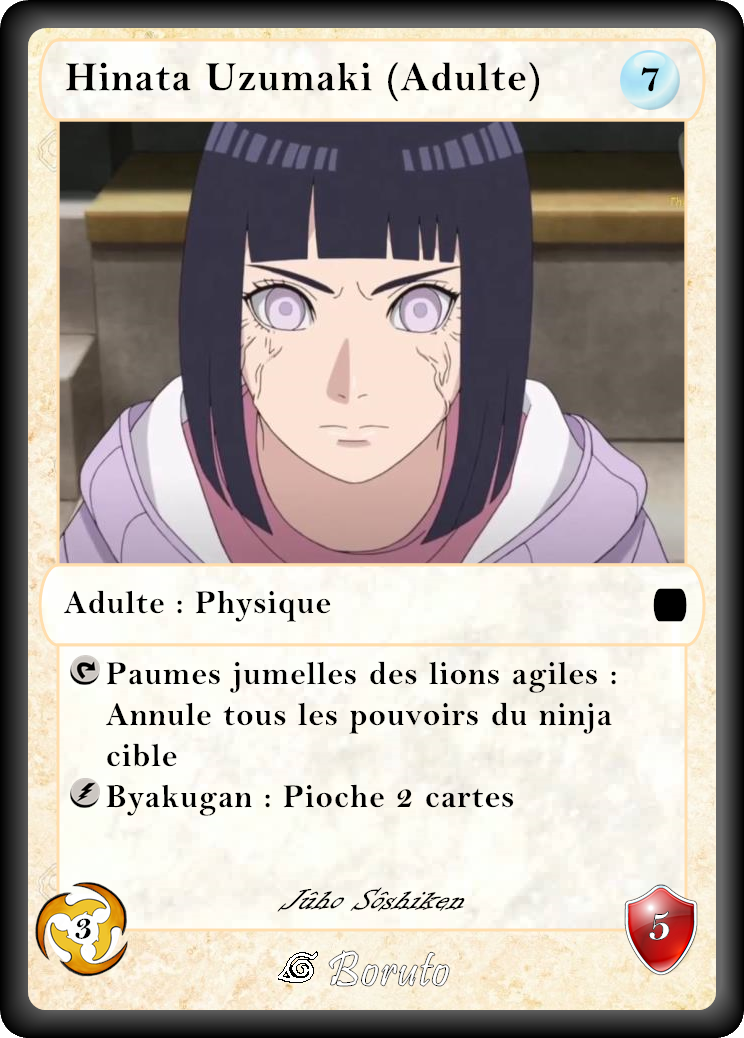 Hinata Uzumaki (Adulte)
7
Adulte : Physique
Paumes jumelles des lions agiles :
Annule tous les pouvoirs du ninja
cible
Byakugan : Pioche 2 cartes
Jûho Sôshiken
3
5
Boruto